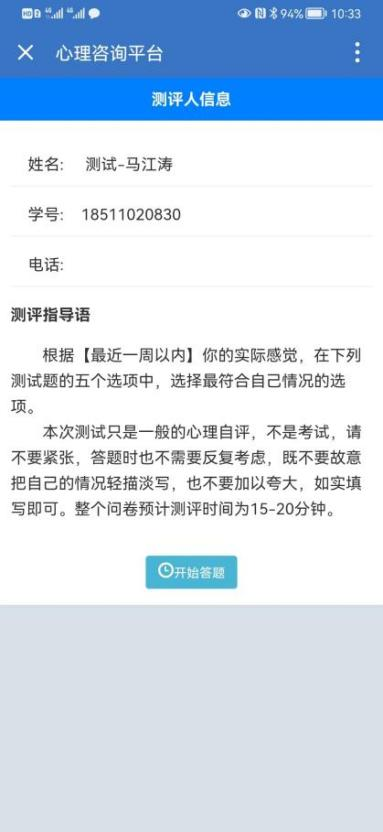 94% 10:33
心理咨询平台
测评人信息
姓名: 测试-马江涛
学号: 18511020830
电话:
测评指导语
根据【最近一周以内】你的实际感觉，在下列
测试题的五个选项中，选择最符合自己情况的选
项。
本次测试只是一般的心理自评，不是考试，请
不要紧张，答题时也不需要反复考虑，既不要故意
把自己的情况轻描淡写，也不要加以夸大，如实填
写即可。整个问卷预计测评时间为15-20分钟。
开始答题